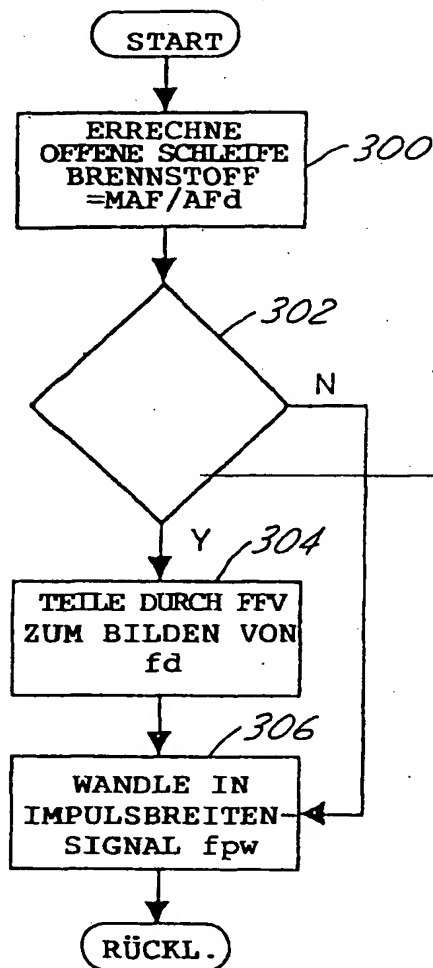 START
ERRECHNE
OFFENE SCHLEIFE
BRENNSTOFF
=MAF/AFd
300
302
N
Y
304
TEILE DURCH FFV
ZUM BILDEN VON
fd
306
WANDLE IN
IMPULSBREITEN
SIGNAL fpw
RÜCKL.